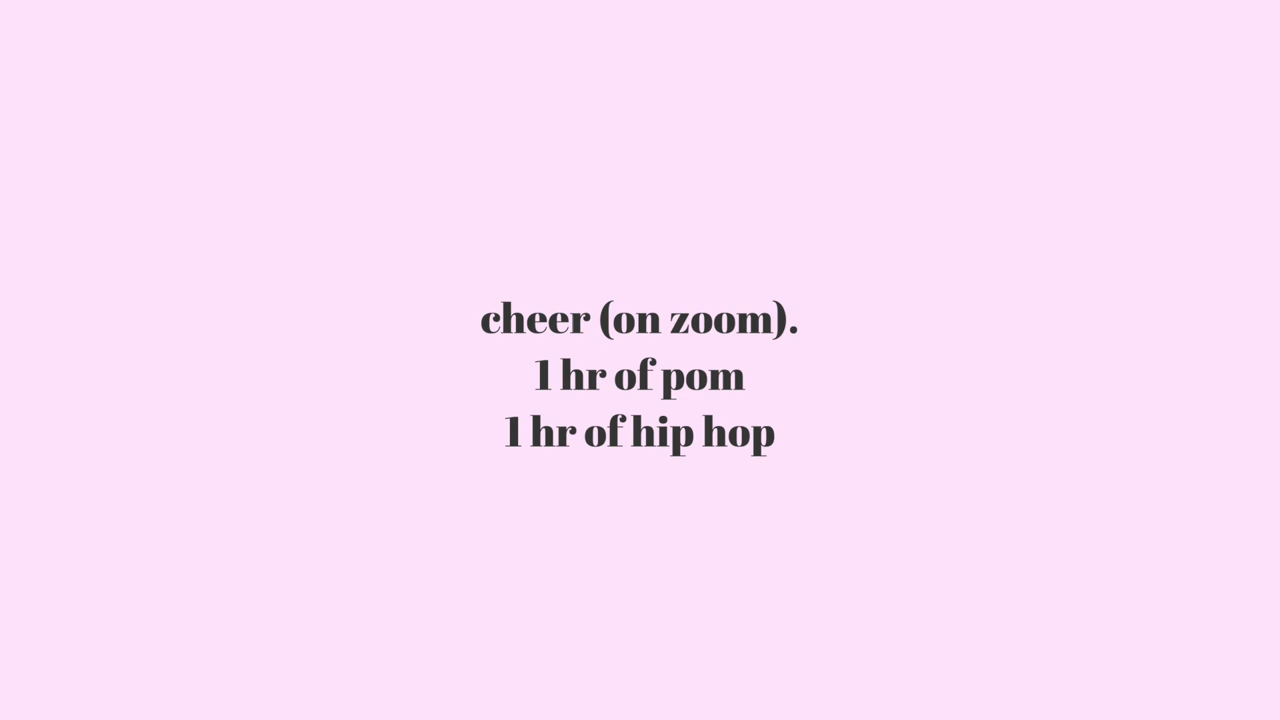 cheer (on zoom).
1 hr of pom
1 hr of hip hop